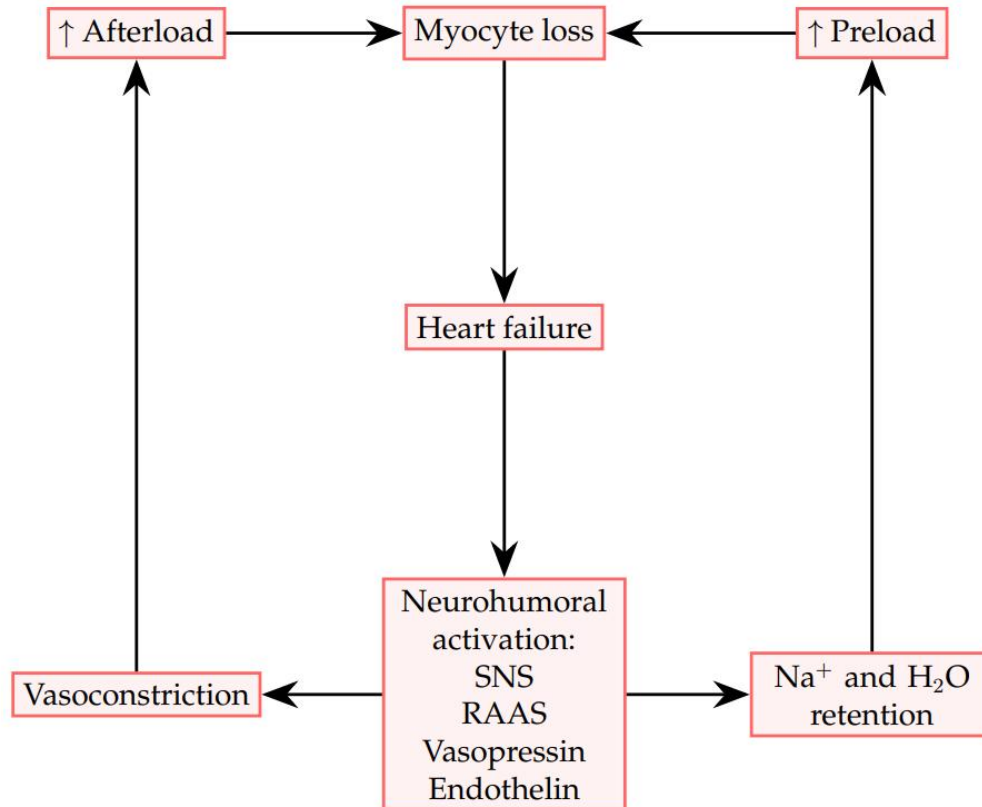 ↑ Afterload
Myocyte loss
↑ Preload
Heart failure
Neurohumoral
activation:
SNS
RAAS
Vasopressin
Endothelin
Vasoconstriction
Na⁺ and H₂O
retention